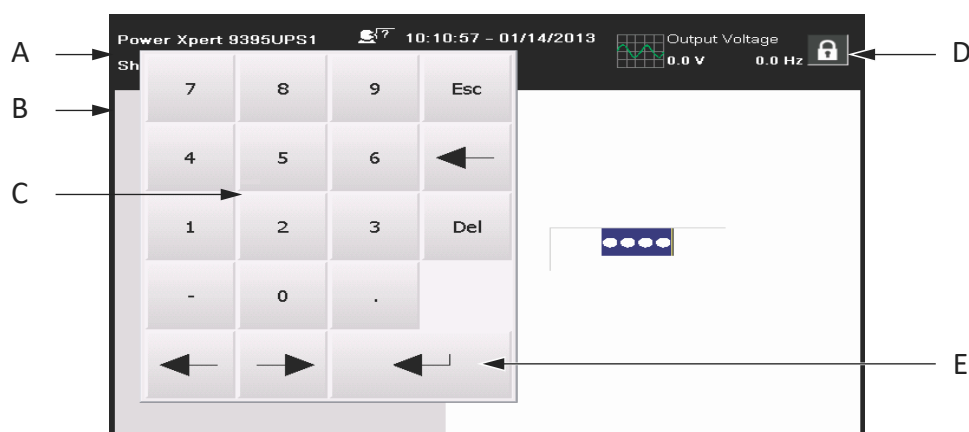 A
B
C
D
E
Power Xpert 9395UPS1
10:10:57 - 01/14/2013
Output Voltage
0.0 V 0.0 Hz
Sh
7 8 9 Esc
4 5 6
1 2 3 Del
- 0 .